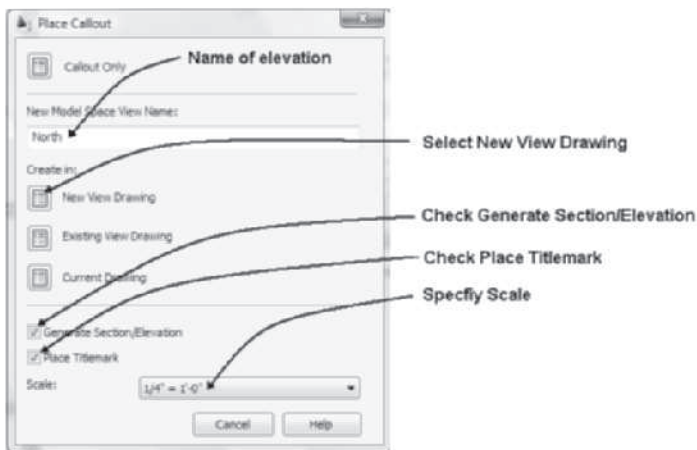 Place Callout
Callout Only
Name of elevation
New Model Space View Name:
North
Select New View Drawing
Create in:
New View Drawing
Check Generate Section/Elevation
Existing View Drawing
Check Place Titlemark
Current Drawing
Specfiy Scale
Generate Section/Elevation
Place Titlemark
Scale:
1/4" = 1'-0"
Cancel
Help